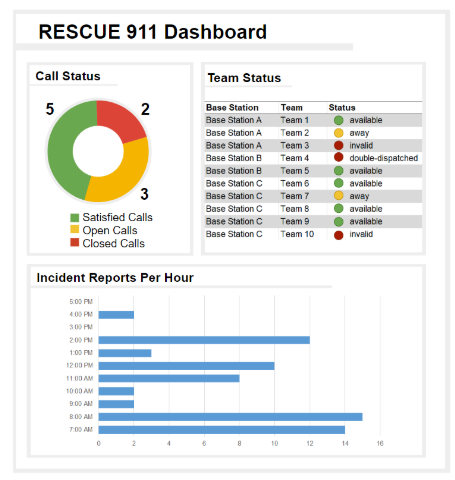 RESCUE 911 Dashboard
Call Status
5
2
3
Satisfied Calls
Open Calls
Closed Calls
Team Status
Base Station Team Status
Base Station A Team 1 available
Base Station A Team 2 away
Base Station A Team 3 invalid
Base Station B Team 4 double-dispatched
Base Station B Team 5 available
Base Station C Team 6 available
Base Station C Team 7 away
Base Station C Team 8 available
Base Station C Team 9 available
Base Station C Team 10 invalid
Incident Reports Per Hour
5:00 PM
4:00 PM
3:00 PM
2:00 PM
1:00 PM
12:00 PM
11:00 AM
10:00 AM
9:00 AM
8:00 AM
7:00 AM
0 2 4 6 8 10 12 14 16